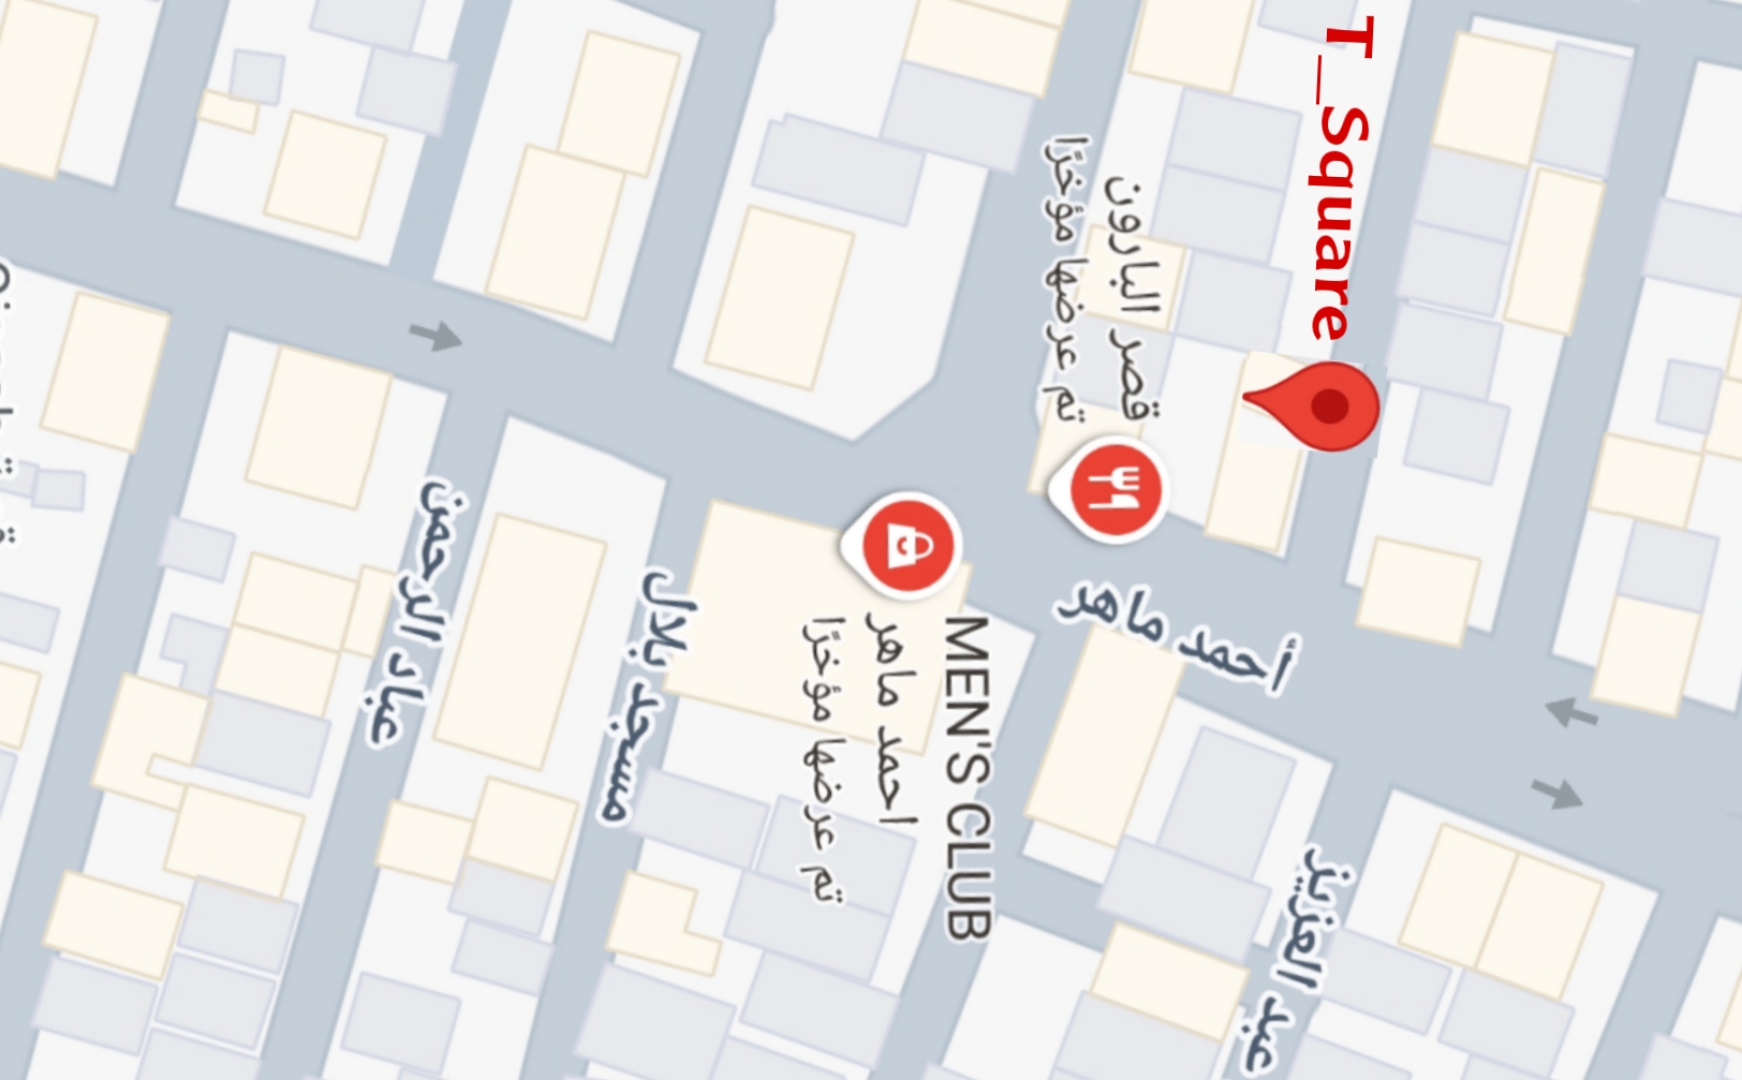 T_Square
قصر البارون
تم عرضها مؤخرًا
أحمد ماهر
MEN'S CLUB
احمد ماهر
تم عرضها مؤخرًا
مسجد بلال
عباد الرحمن
عبد العزيز